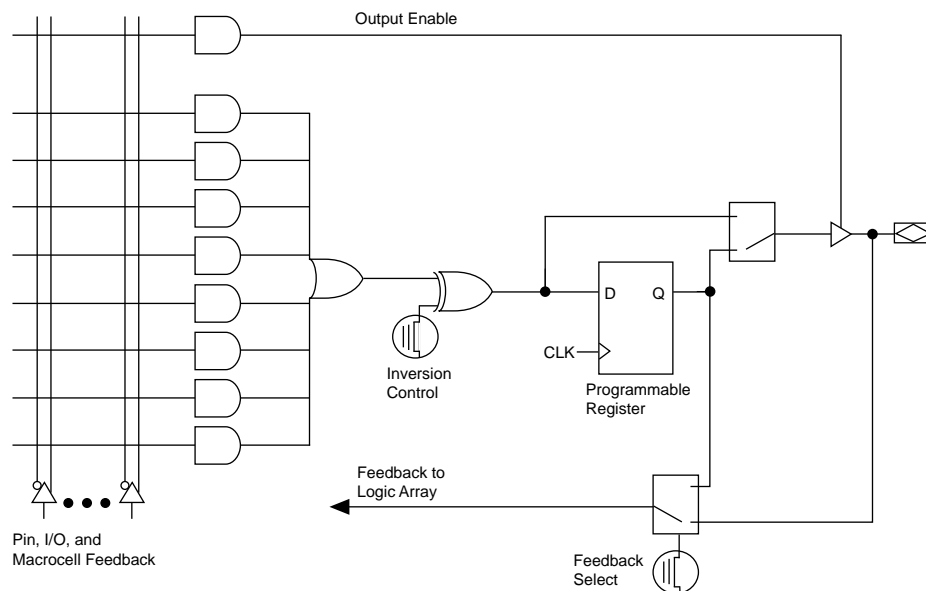 Output Enable
D
Q
CLK
Inversion
Control
Programmable
Register
Feedback to
Logic Array
Pin, I/O, and
Macrocell Feedback
Feedback
Select